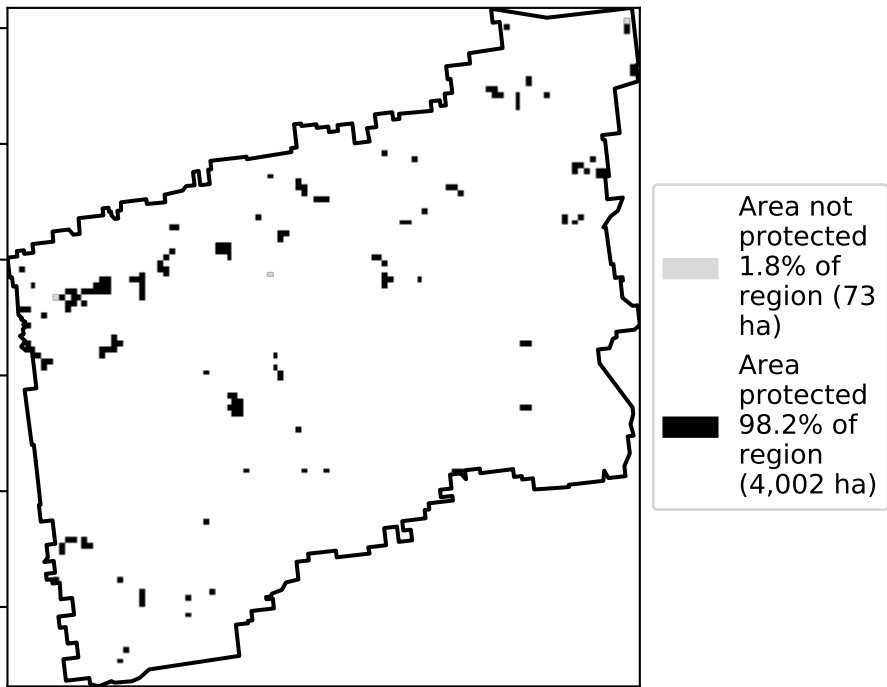 Area not
protected
1.8% of
region (73
ha)
Area
protected
98.2% of
region
(4,002 ha)